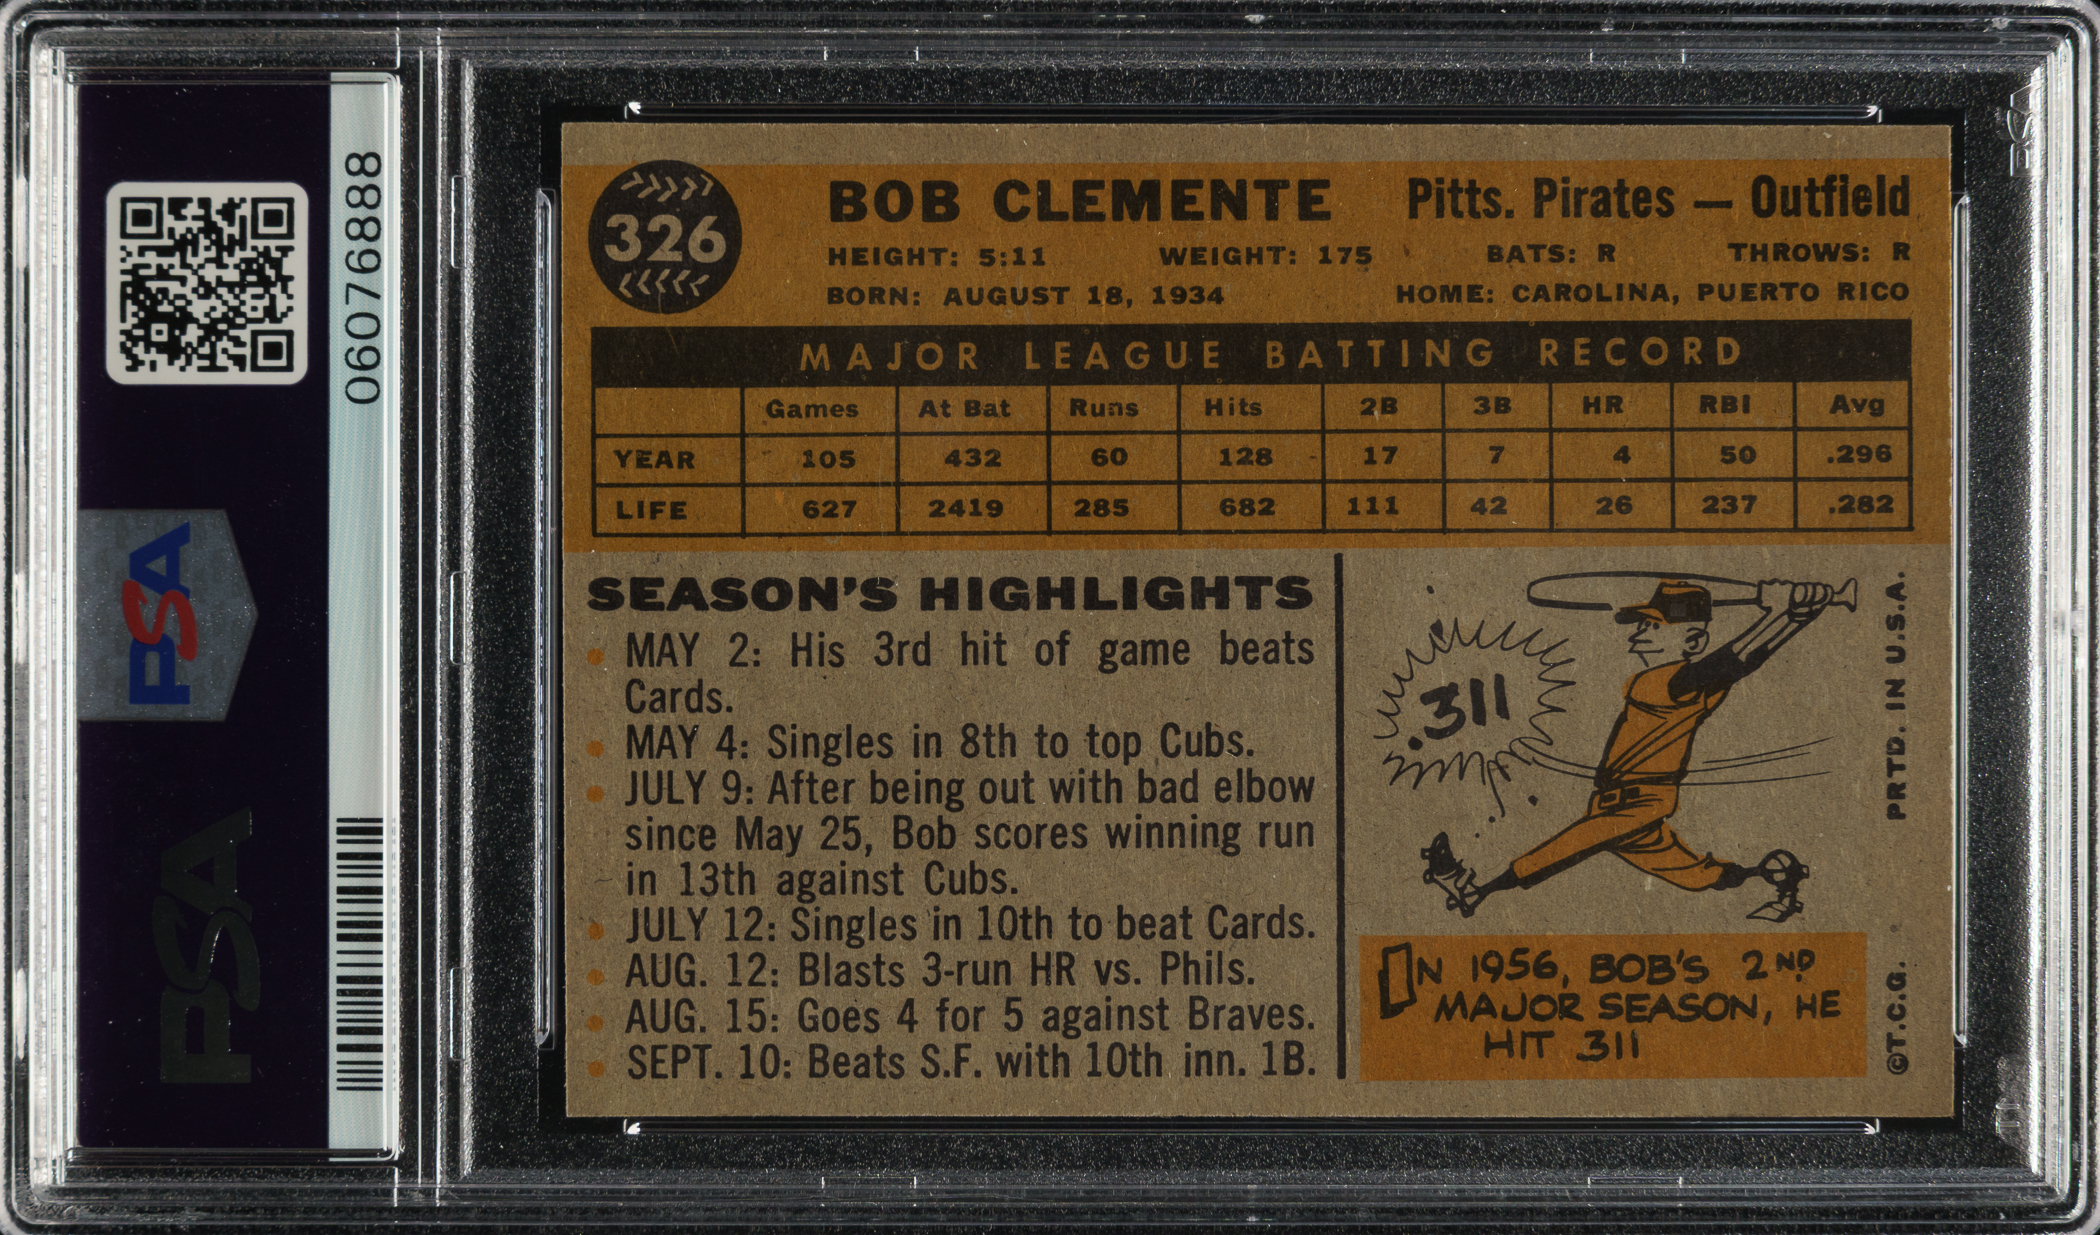 06076888
PSA
PSA
PSA
326
BOB CLEMENTE Pitts. Pirates — Outfield
HEIGHT: 5:11 WEIGHT: 175 BATS: R THROWS: R
BORN: AUGUST 18, 1934 HOME: CAROLINA, PUERTO RICO
MAJOR LEAGUE BATTING RECORD
Games At Bat Runs Hits 2B 3B HR RBI Avg
YEAR 105 432 60 128 17 7 4 50 .296
LIFE 627 2419 285 682 111 42 26 237 .282
SEASON'S HIGHLIGHTS
MAY 2: His 3rd hit of game beats
Cards.
MAY 4: Singles in 8th to top Cubs.
JULY 9: After being out with bad elbow
since May 25, Bob scores winning run
in 13th against Cubs.
JULY 12: Singles in 10th to beat Cards.
AUG. 12: Blasts 3-run HR vs. Phils.
AUG. 15: Goes 4 for 5 against Braves.
SEPT. 10: Beats S.F. with 10th inn. 1B.
.311
IN 1956, BOB'S 2ND
MAJOR SEASON, HE
HIT 311
©T.C.G. PRTD. IN U.S.A.